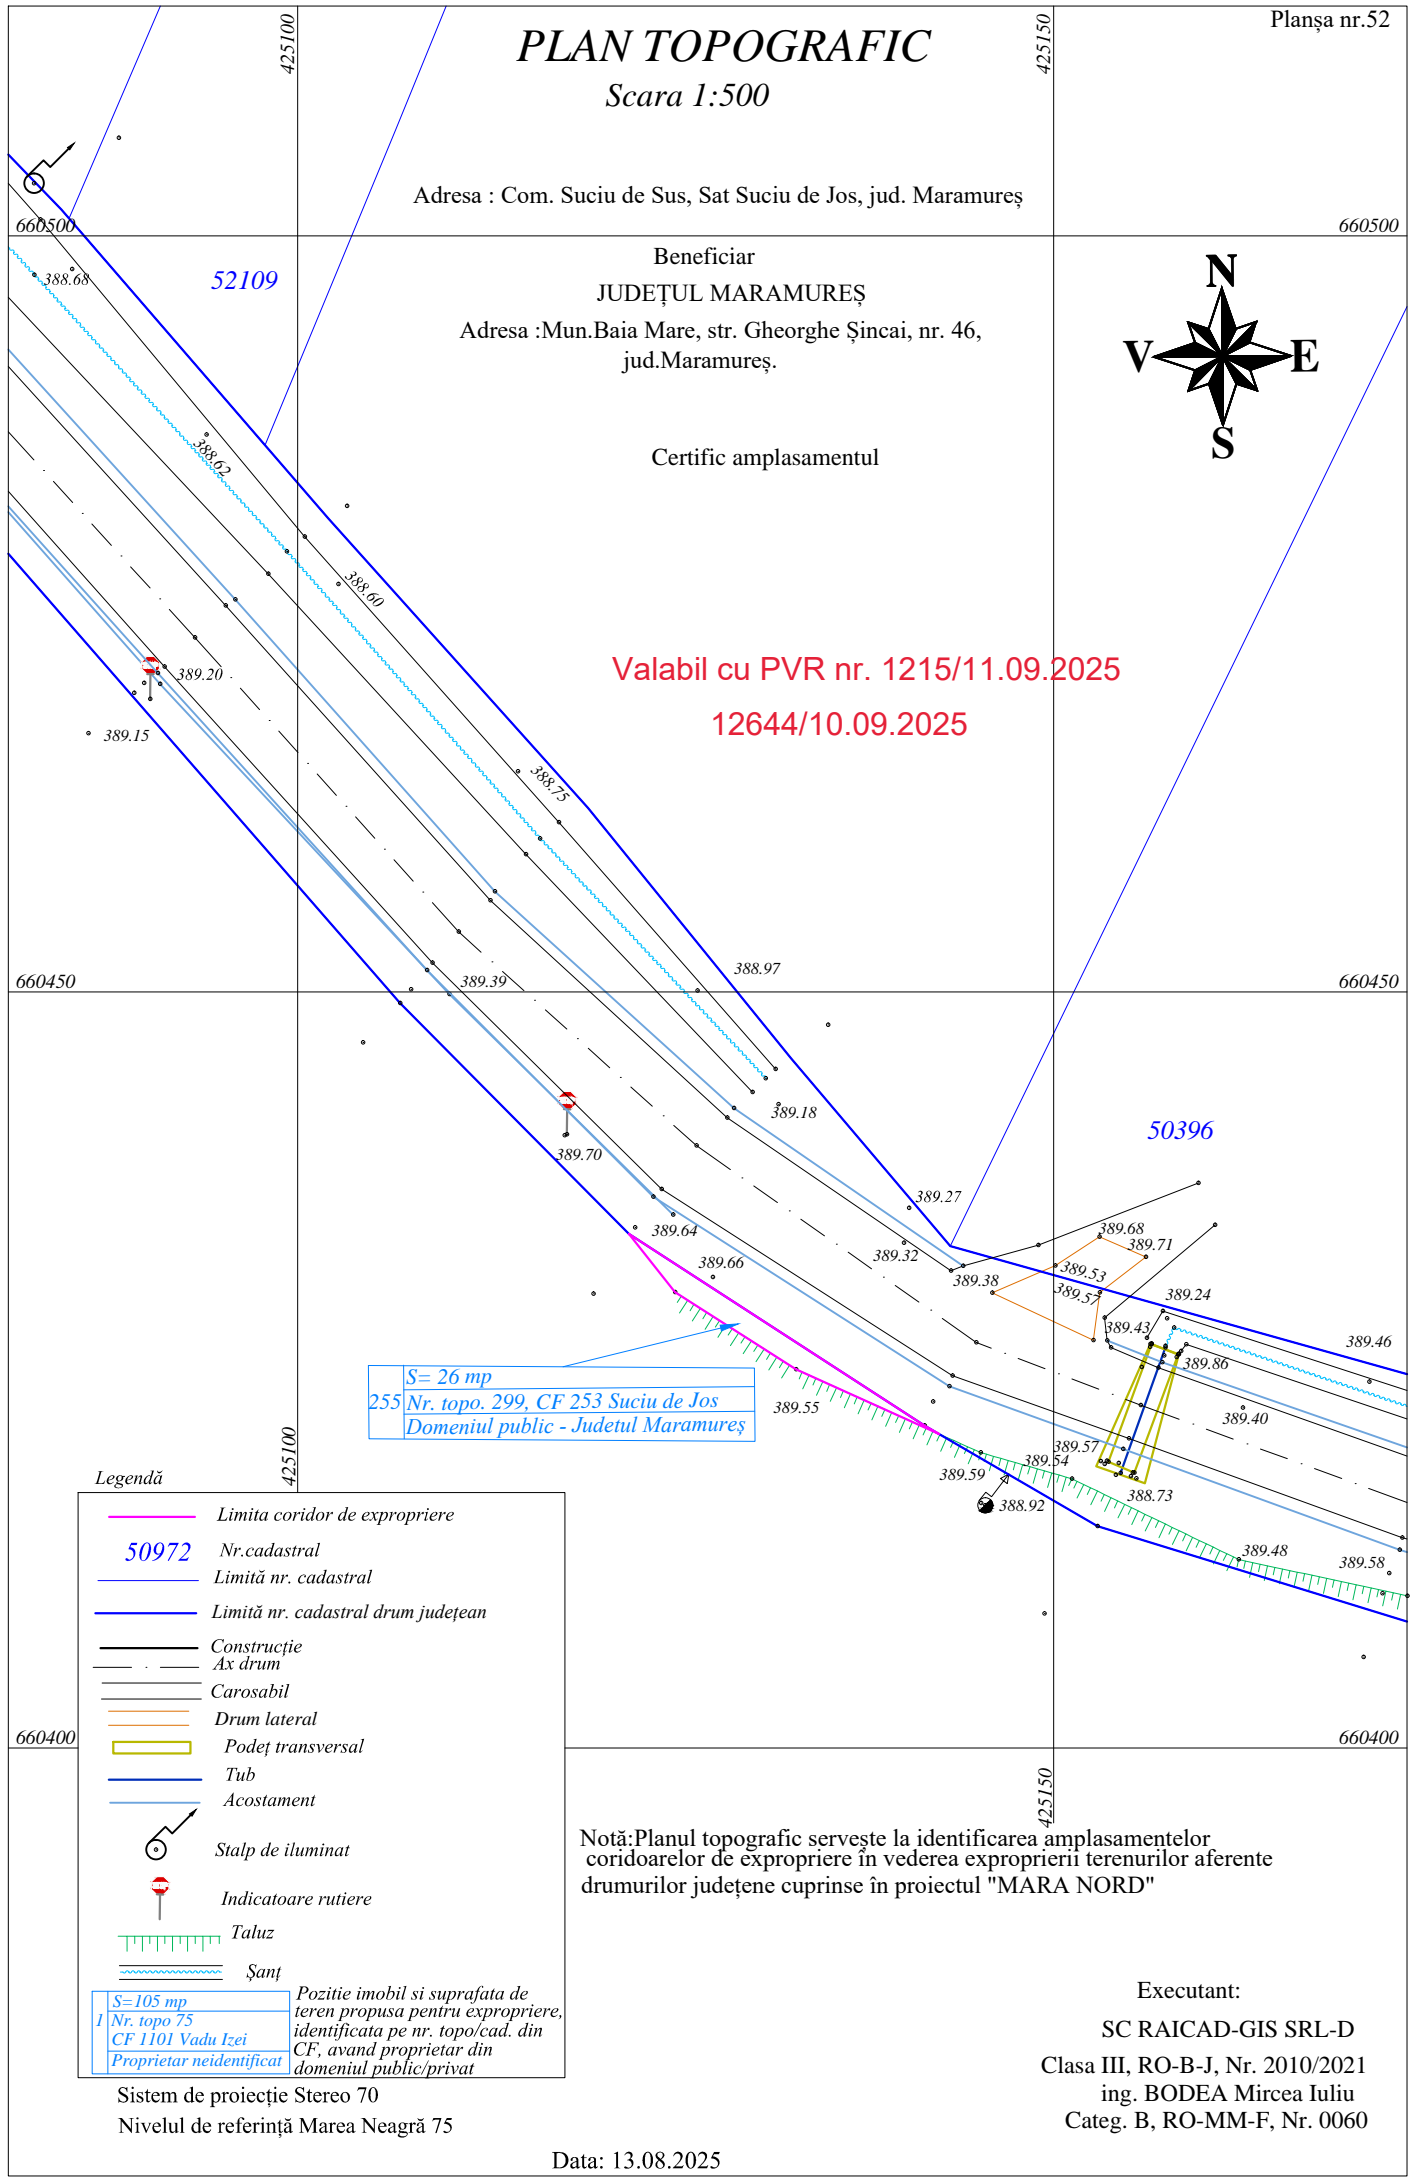 Planșa nr.52
425100
425150
PLAN TOPOGRAFIC
Scara 1:500
Adresa : Com. Suciu de Sus, Sat Suciu de Jos, jud. Maramureș
660500
660500
Beneficiar
JUDEȚUL MARAMUREȘ
Adresa :Mun.Baia Mare, str. Gheorghe Șincai, nr. 46,
jud.Maramureș.
N
V
E
S
Certific amplasamentul
52109
388.68
388.62
388.60
389.20
389.15
Valabil cu PVR nr. 1215/11.09.2025
12644/10.09.2025
388.75
388.97
389.39
660450
660450
389.18
50396
389.70
389.27
389.64
389.32
389.68
389.71
389.66
389.38
389.53
389.57
389.24
389.43
389.46
389.86
389.40
S= 26 mp
255
Nr. topo. 299, CF 253 Suciu de Jos
Domeniul public - Judetul Maramureș
389.55
389.57
389.59
389.54
388.92
388.73
389.48
389.58
425100
Legendă
Limita coridor de expropriere
50972
Nr.cadastral
Limită nr. cadastral
Limită nr. cadastral drum județean
Construcție
Ax drum
Carosabil
Drum lateral
Podeț transversal
Tub
Acostament
Stalp de iluminat
Indicatoare rutiere
Taluz
Șanț
S=105 mp
1
Nr. topo 75
CF 1101 Vadu Izei
Proprietar neidentificat
Pozitie imobil si suprafata de
teren propusa pentru expropriere,
identificata pe nr. topo/cad. din
CF, avand proprietar din
domeniul public/privat
660400
660400
425150
Notă:Planul topografic servește la identificarea amplasamentelor
coridoarelor de expropriere în vederea exproprierii terenurilor aferente
drumurilor județene cuprinse în proiectul "MARA NORD"
Executant:
SC RAICAD-GIS SRL-D
Clasa III, RO-B-J, Nr. 2010/2021
ing. BODEA Mircea Iuliu
Categ. B, RO-MM-F, Nr. 0060
Sistem de proiecție Stereo 70
Nivelul de referință Marea Neagră 75
Data: 13.08.2025